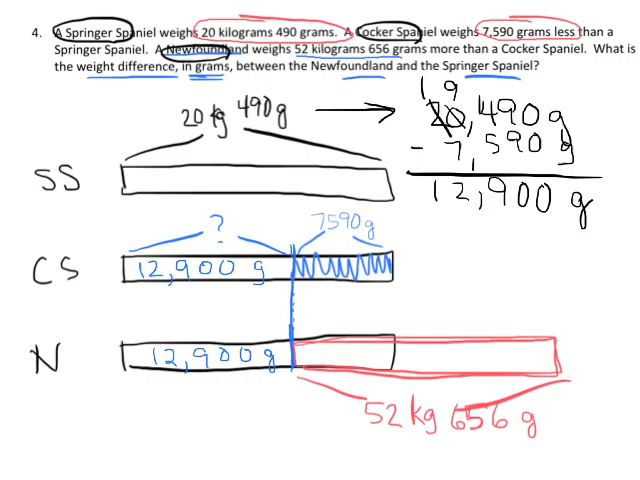 4. A Springer Spaniel weighs 20 kilograms 490 grams. A Cocker Spaniel weighs 7,590 grams less than a
Springer Spaniel. A Newfoundland weighs 52 kilograms 656 grams more than a Cocker Spaniel. What is
the weight difference, in grams, between the Newfoundland and the Springer Spaniel?
1 9
20 kg 490 g
20,490 g
- 7,590 g
12,900 g
SS
? 7590 g
CS 12,900 g
N 12,900 g
52 kg 656 g